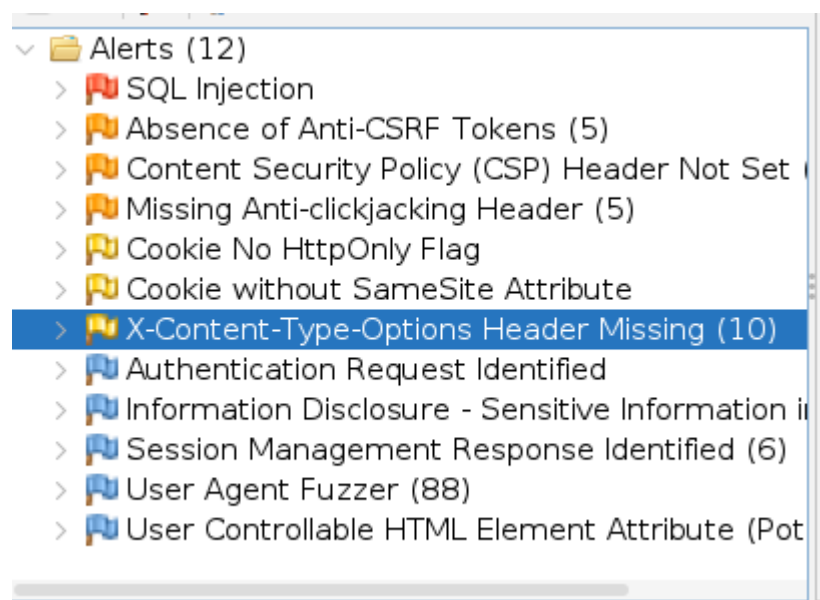 Alerts (12)
SQL Injection
Absence of Anti-CSRF Tokens (5)
Content Security Policy (CSP) Header Not Set (
Missing Anti-clickjacking Header (5)
Cookie No HttpOnly Flag
Cookie without SameSite Attribute
X-Content-Type-Options Header Missing (10)
Authentication Request Identified
Information Disclosure - Sensitive Information i
Session Management Response Identified (6)
User Agent Fuzzer (88)
User Controllable HTML Element Attribute (Pot